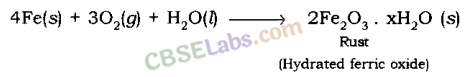 4Fe(s) + 3O₂(g) + H₂O(l) ⟶ 2Fe₂O₃ . xH₂O (s)
Rust
(Hydrated ferric oxide)
CBSELabs.com